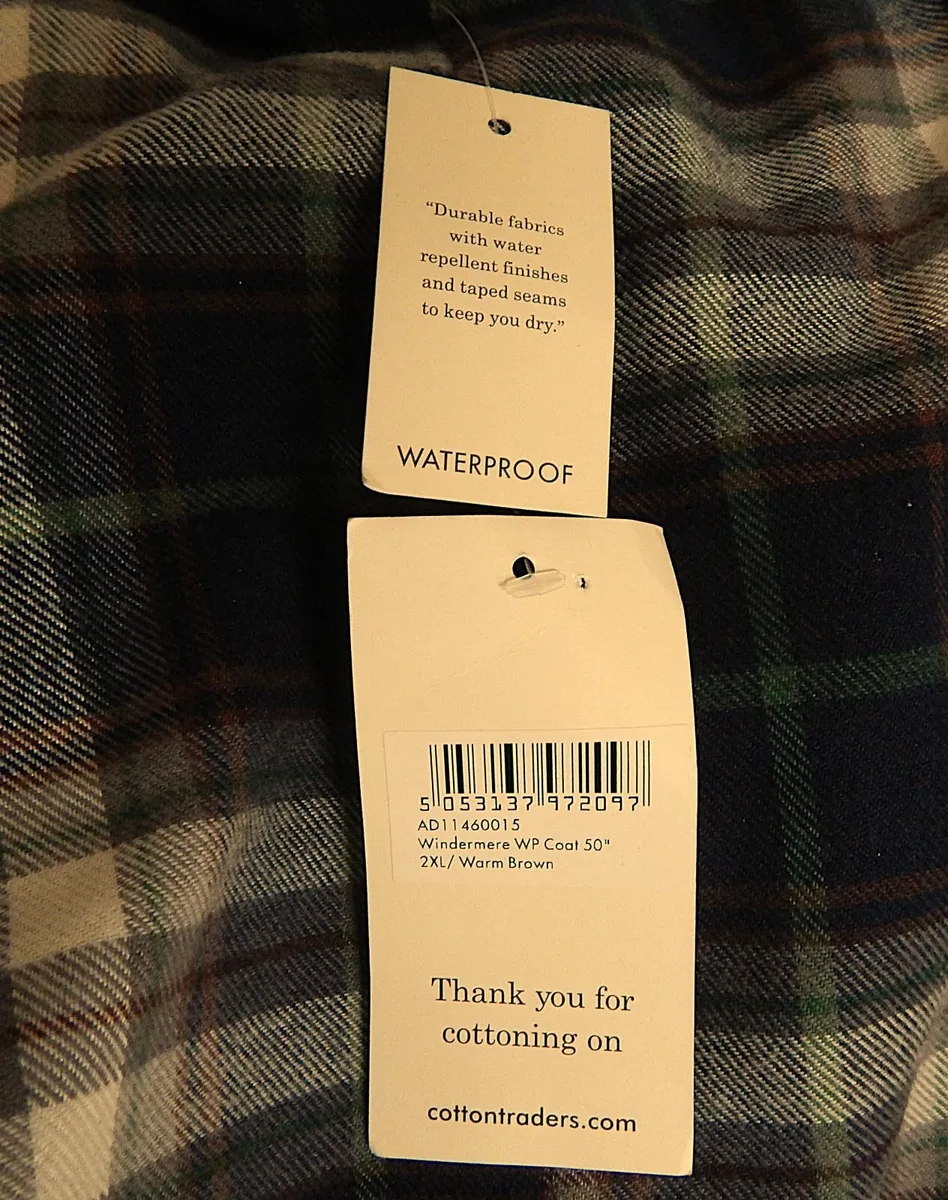 “Durable fabrics
with water
repellent finishes
and taped seams
to keep you dry.”
WATERPROOF
5 053137 972097
AD11460015
Windermere WP Coat 50"
2XL/ Warm Brown
Thank you for
cottoning on
cottontraders.com